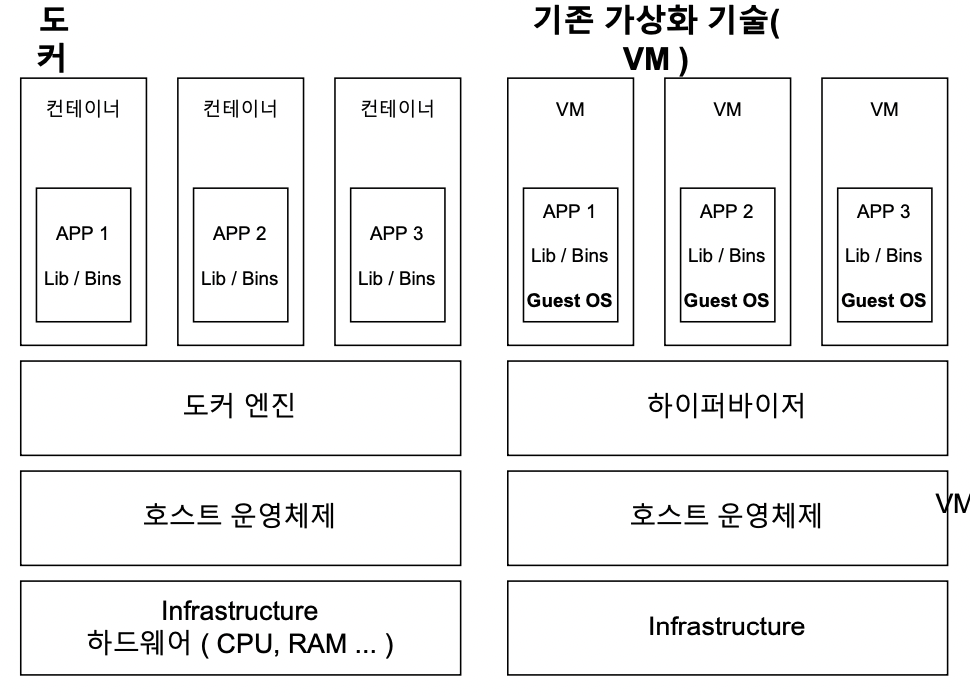 도
커
컨테이너
컨테이너
컨테이너
APP 1
Lib / Bins
APP 2
Lib / Bins
APP 3
Lib / Bins
도커 엔진
호스트 운영체제
Infrastructure
하드웨어 ( CPU, RAM ... )
기존 가상화 기술(
VM )
VM
VM
VM
APP 1
Lib / Bins
Guest OS
APP 2
Lib / Bins
Guest OS
APP 3
Lib / Bins
Guest OS
하이퍼바이저
호스트 운영체제
VM
Infrastructure